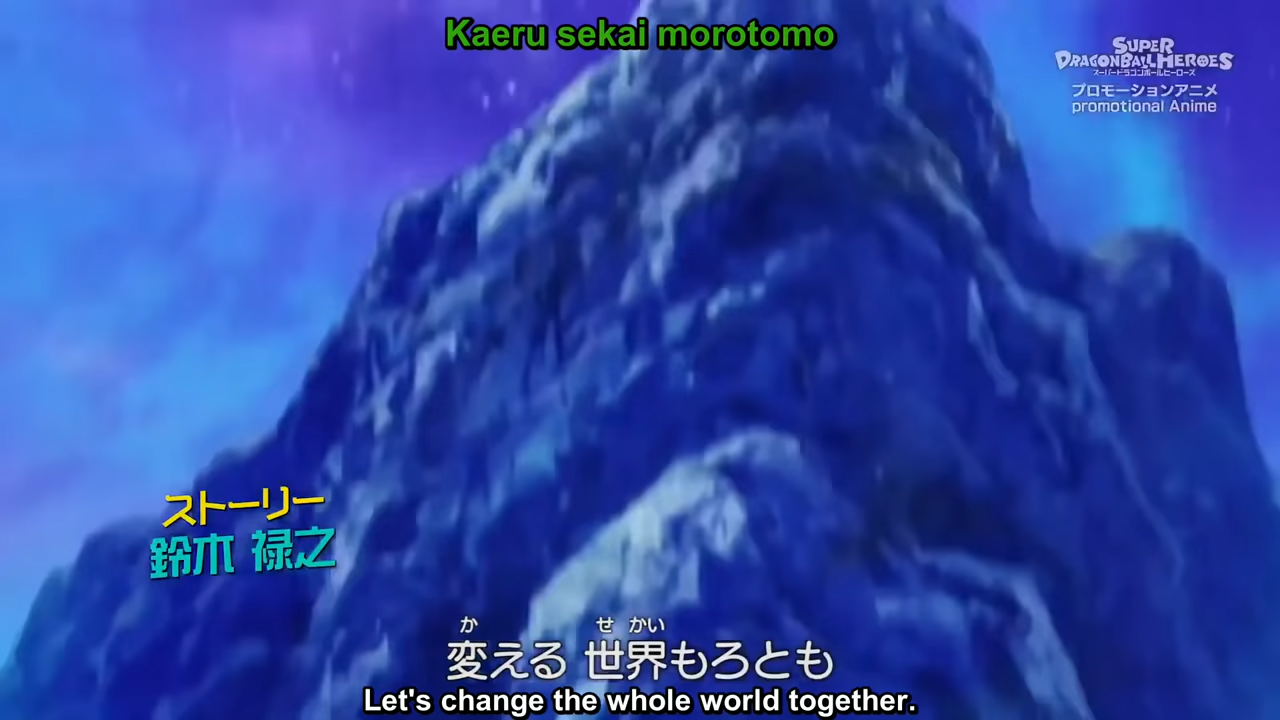 Kaeru sekai morotomo
SUPER
DRAGONBALL HEROES
スーパードラゴンボールヒーローズ
プロモーションアニメ
promotional Anime
ストーリー
鈴木 禄之
か せ かい
変える 世界もろとも
Let's change the whole world together.